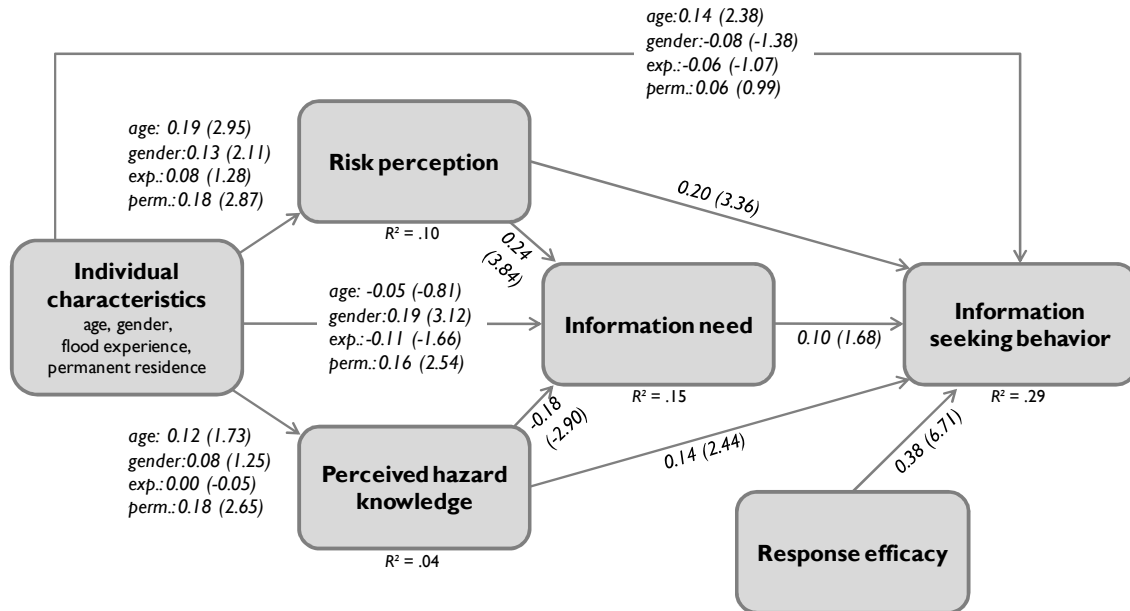 age:0.14 (2.38)
gender:-0.08 (-1.38)
exp.:-0.06 (-1.07)
perm.:0.06 (0.99)
age: 0.19 (2.95)
gender:0.13 (2.11)
exp.:0.08 (1.28)
perm.:0.18 (2.87)
Risk perception
R² = .10
0.20 (3.36)
0.24
(3.84)
Individual
characteristics
age, gender,
flood experience,
permanent residence
age: -0.05 (-0.81)
gender:0.19 (3.12)
exp.:-0.11 (-1.66)
perm.:0.16 (2.54)
Information need
R² = .15
0.10 (1.68)
Information
seeking behavior
R² = .29
age: 0.12 (1.73)
gender:0.08 (1.25)
exp.:0.00 (-0.05)
perm.:0.18 (2.65)
Perceived hazard
knowledge
R² = .04
-0.18
(-2.90)
0.14 (2.44)
0.38 (6.71)
Response efficacy